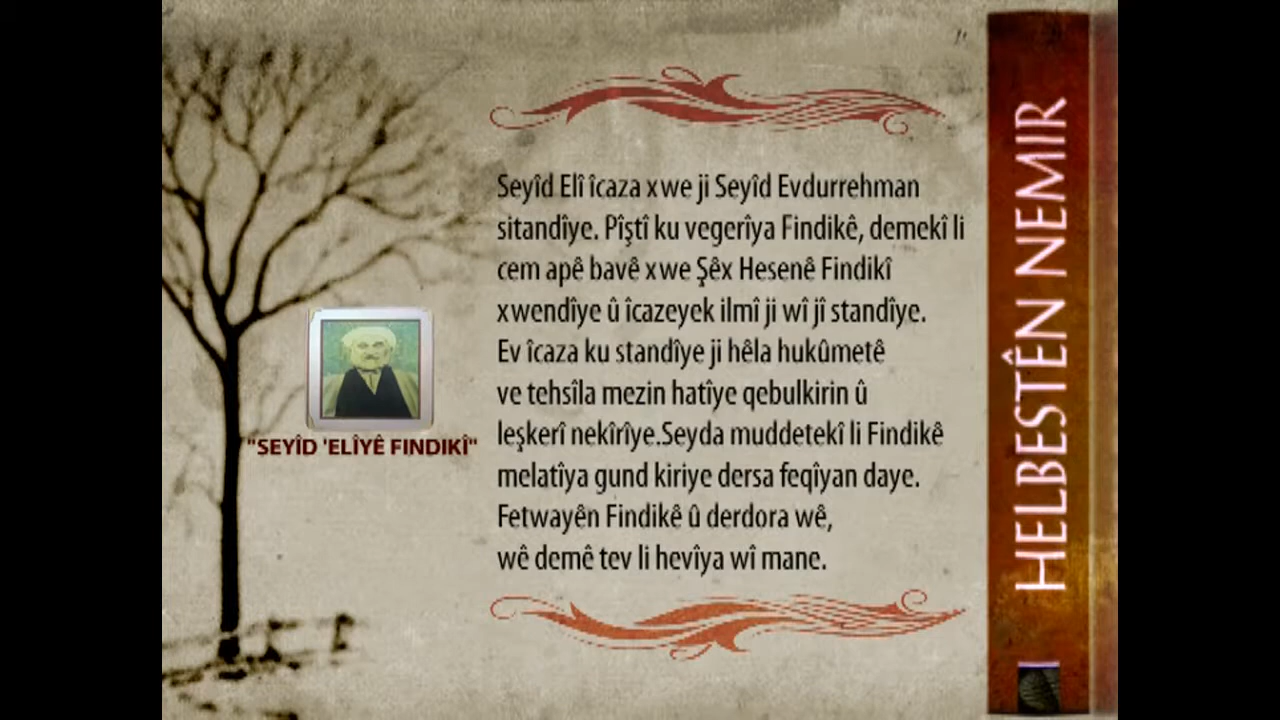 Seyîd Elî îcaza xwe ji Seyîd Evdurrehman
sitandîye. Pîştî ku vegerîya Findikê, demekî li
cem apê bavê xwe Şêx Hesenê Findikî
xwendîye û îcazeyek ilmî ji wî jî standîye.
Ev îcaza ku standîye ji hêla hukûmetê
ve tehsîla mezin hatîye qebulkirin û
leşkerî nekîrîye.Seyda muddetekî li Findikê
melatîya gund kiriye dersa feqîyan daye.
Fetwayên Findikê û derdora wê,
wê demê tev li hevîya wî mane.
"SEYÎD 'ELÎYÊ FINDIKÎ"
HELBESTÊN NEMIR